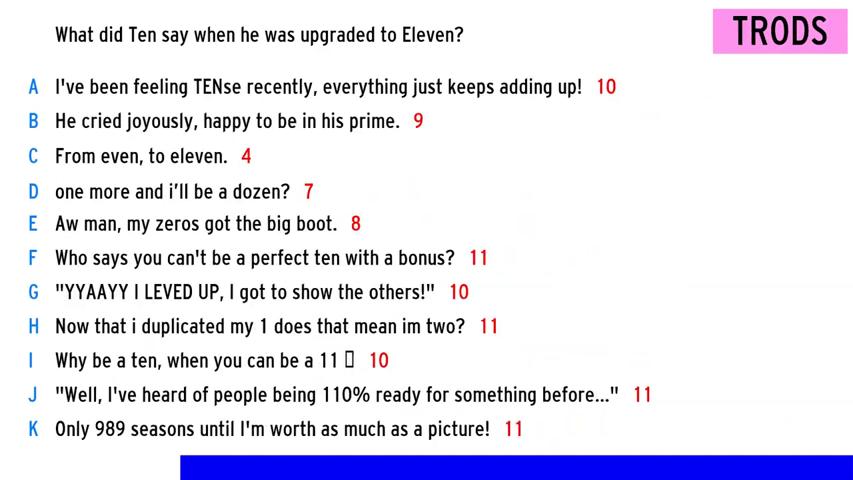 What did Ten say when he was upgraded to Eleven?
TRODS
A I've been feeling TENse recently, everything just keeps adding up! 10
B He cried joyously, happy to be in his prime. 9
C From even, to eleven. 4
D one more and i'll be a dozen? 7
E Aw man, my zeros got the big boot. 8
F Who says you can't be a perfect ten with a bonus? 11
G "YYAAYY I LEVED UP, I got to show the others!" 10
H Now that i duplicated my 1 does that mean im two? 11
I Why be a ten, when you can be a 11 ▯ 10
J "Well, I've heard of people being 110% ready for something before..." 11
K Only 989 seasons until I'm worth as much as a picture! 11